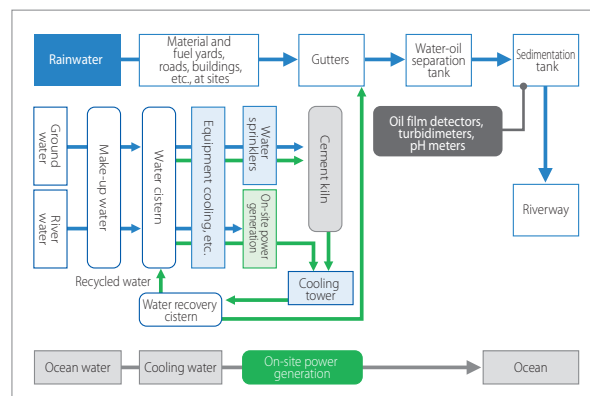 Rainwater
Material and
fuel yards,
roads, buildings,
etc., at sites
Gutters
Water-oil
separation
tank
Sedimentation
tank
Oil film detectors,
turbidimeters,
pH meters
Riverway
Ground
water
River
water
Make-up water
Water cistern
Equipment cooling, etc.
Water
sprinklers
On-site power
generation
Cement kiln
Cooling
tower
Recycled water
Water recovery
cistern
Ocean water
Cooling water
On-site power
generation
Ocean